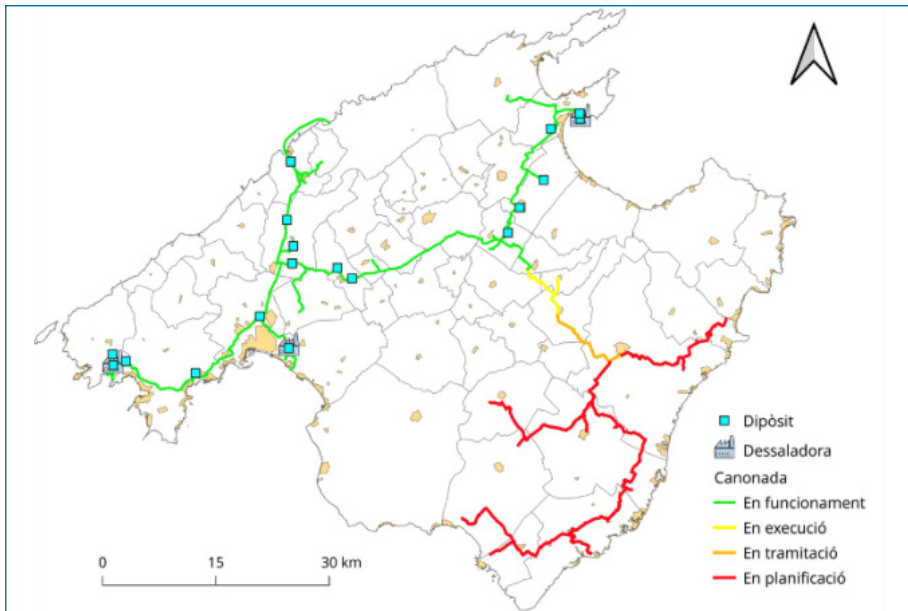 Dipòsit
Dessaladora
Canonada
En funcionament
En execució
En tramitació
En planificació
0 15 30 km